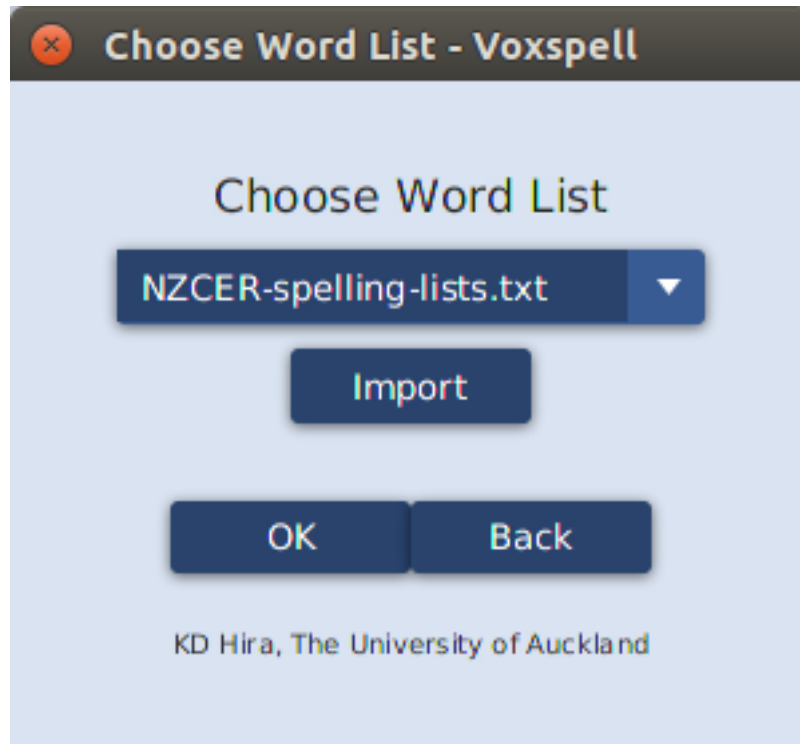 Choose Word List - Voxspell
Choose Word List
NZCER-spelling-lists.txt
Import
OK Back
KD Hira, The University of Auckland